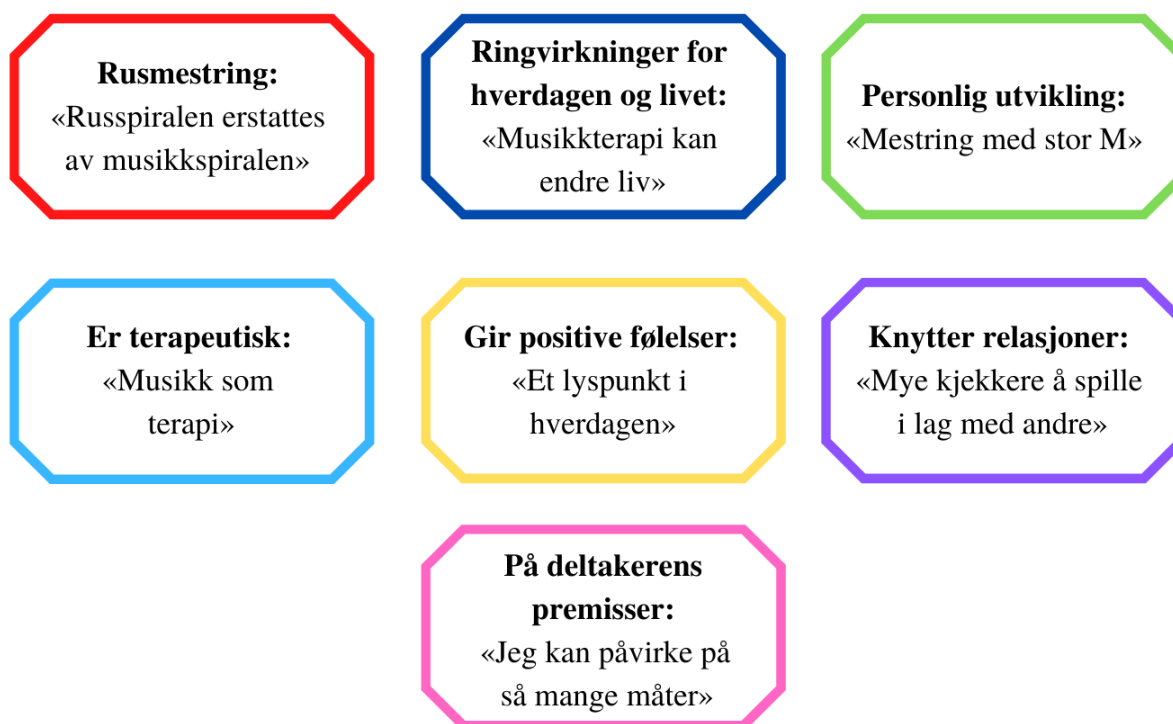 Rusmestring:
«Russpiralen erstattes
av musikkspiralen»
Ringvirkninger for
hverdagen og livet:
«Musikkterapi kan
endre liv»
Personlig utvikling:
«Mestring med stor M»
Er terapeutisk:
«Musikk som
terapi»
Gir positive følelser:
«Et lyspunkt i
hverdagen»
Knytter relasjoner:
«Mye kjekkere å spille
i lag med andre»
På deltakerens
premisser:
«Jeg kan påvirke på
så mange måter»